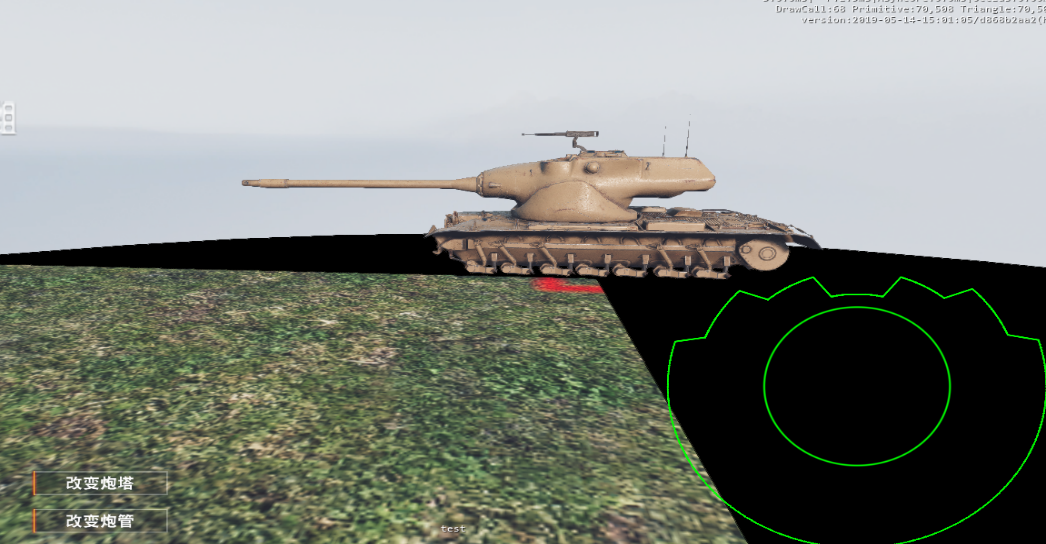 DrawCall:68 Primitive:70,508 Triangle:70,50
version:2019-05-14-15:01:05/d868b2aa2(h
改变炮塔
改变炮管
test